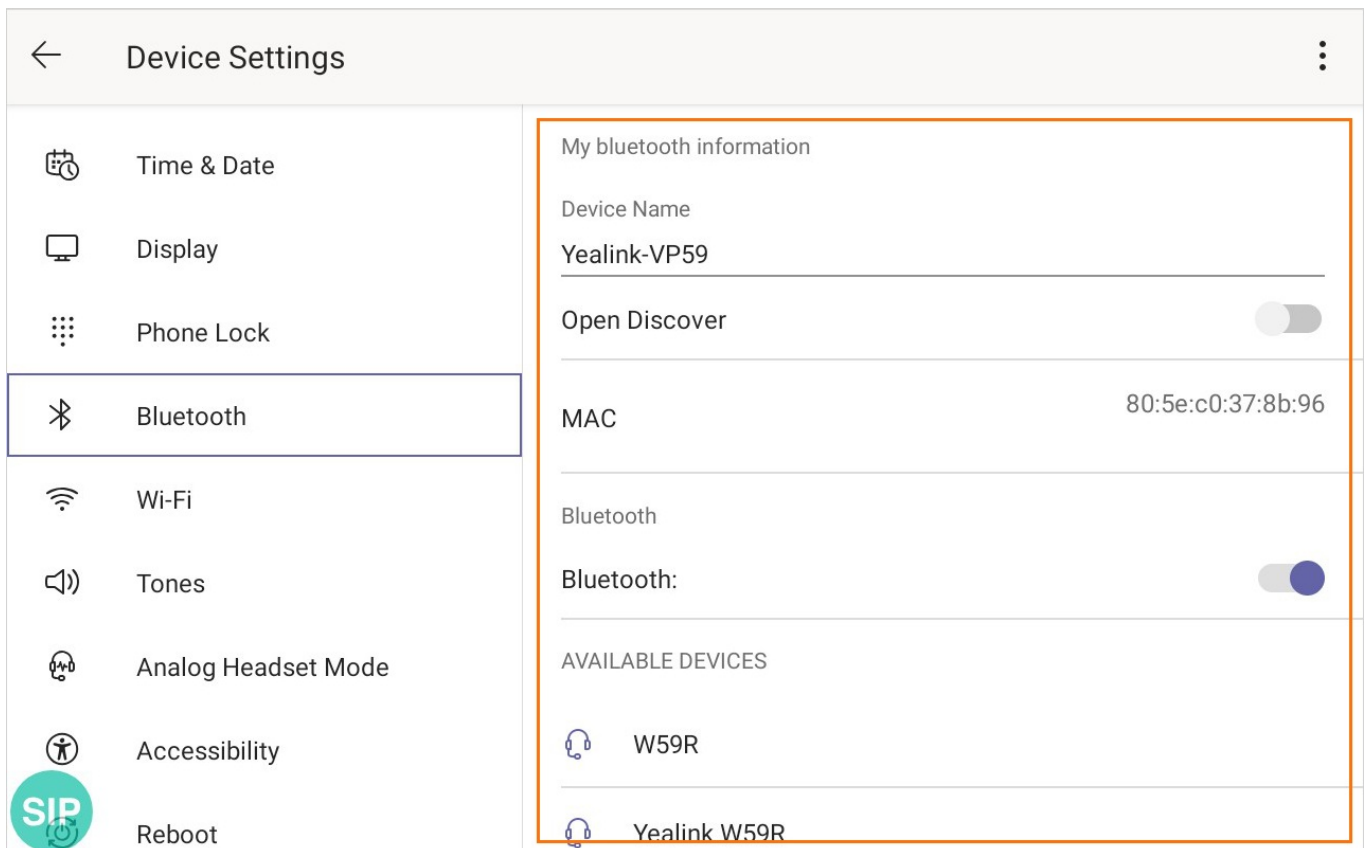 Device Settings
Time & Date
Display
Phone Lock
Bluetooth
Wi-Fi
Tones
Analog Headset Mode
Accessibility
SIP
Reboot
My bluetooth information
Device Name
Yealink-VP59
Open Discover
MAC
80:5e:c0:37:8b:96
Bluetooth
Bluetooth:
AVAILABLE DEVICES
W59R
Yealink W59R